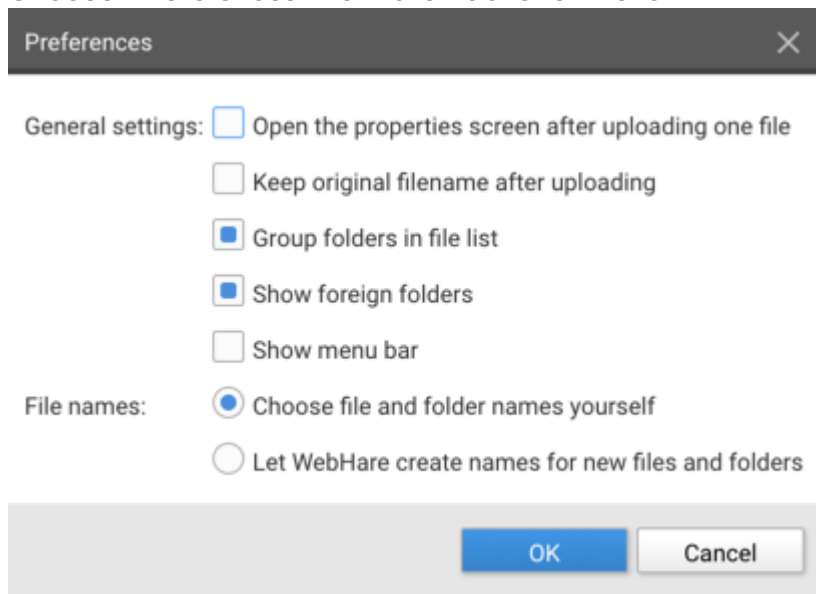 Preferences
General settings: Open the properties screen after uploading one file
Keep original filename after uploading
Group folders in file list
Show foreign folders
Show menu bar
File names: Choose file and folder names yourself
Let WebHare create names for new files and folders
OK Cancel